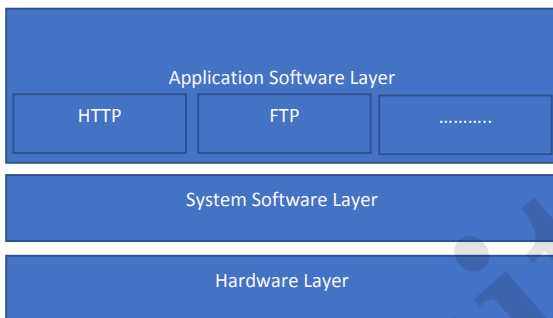 Application Software Layer
HTTP FTP ………..
System Software Layer
Hardware Layer